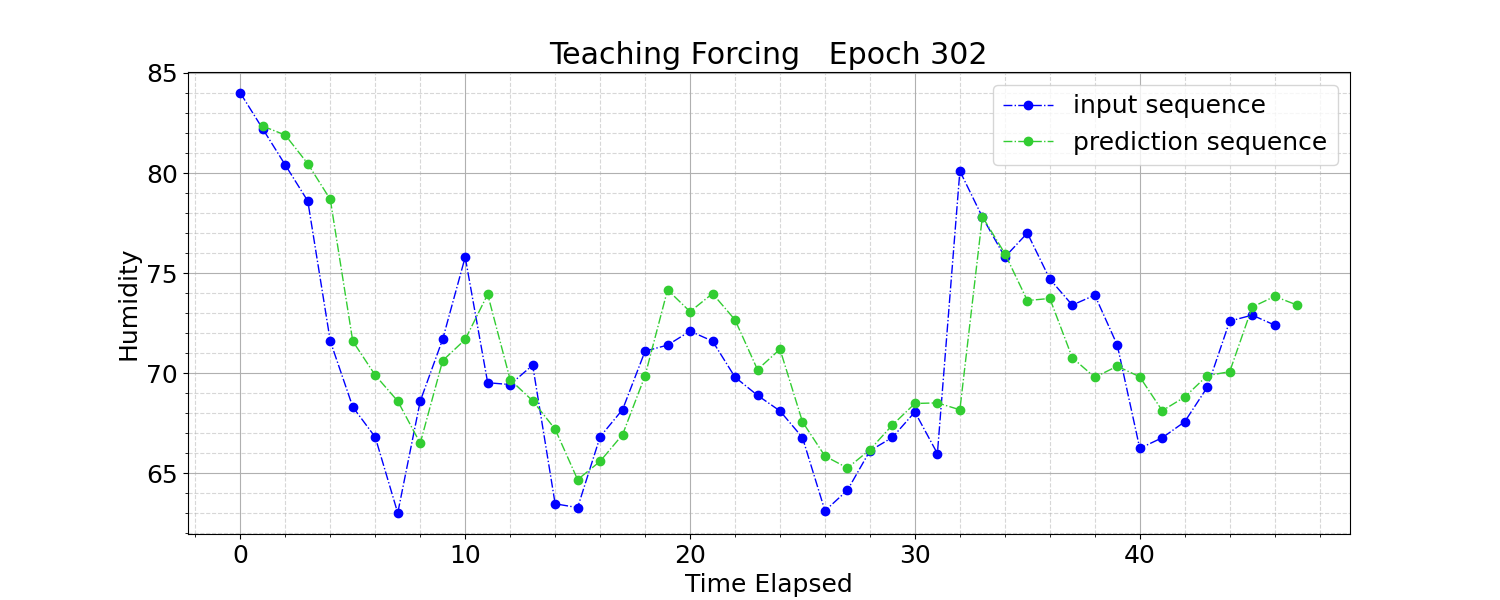 Teaching Forcing   Epoch 302
85
80
75
70
65
Humidity
input sequence
prediction sequence
0 10 20 30 40
Time Elapsed